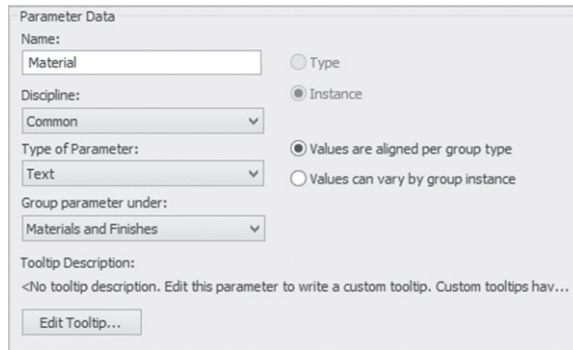 Parameter Data
Name:
Material
Type
Discipline:
Instance
Common
Type of Parameter:
Values are aligned per group type
Text
Values can vary by group instance
Group parameter under:
Materials and Finishes
Tooltip Description:
<No tooltip description. Edit this parameter to write a custom tooltip. Custom tooltips hav...
Edit Tooltip...